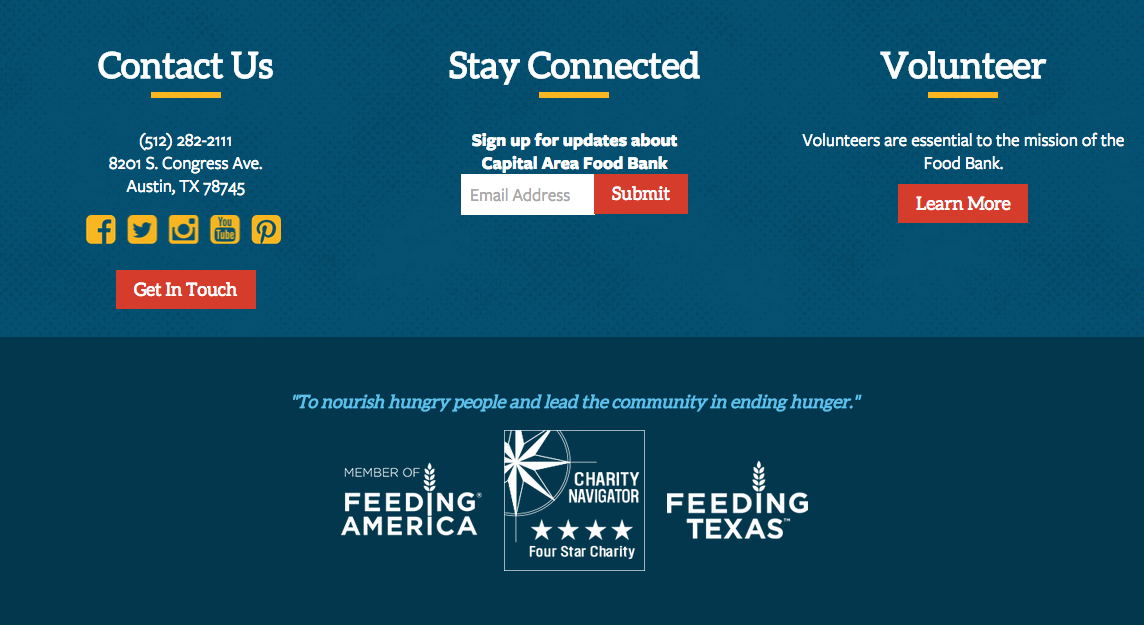 Contact Us
(512) 282-2111
8201 S. Congress Ave.
Austin, TX 78745
You
Tube
Get In Touch
Stay Connected
Sign up for updates about
Capital Area Food Bank
Email Address
Submit
Volunteer
Volunteers are essential to the mission of the
Food Bank.
Learn More
"To nourish hungry people and lead the community in ending hunger."
MEMBER OF
FEEDING®
AMERICA
CHARITY
NAVIGATOR
Four Star Charity
FEEDING
TEXAS™